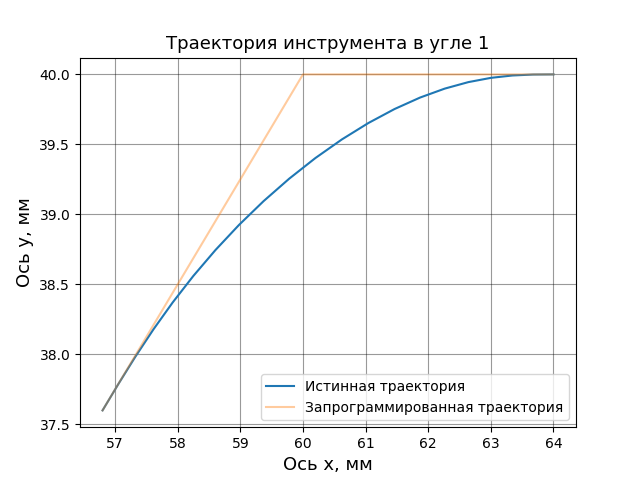 Траектория инструмента в угле 1
40.0
39.5
39.0
38.5
38.0
37.5
Ось y, мм
Истинная траектория
Запрограммированная траектория
57 58 59 60 61 62 63 64
Ось x, мм